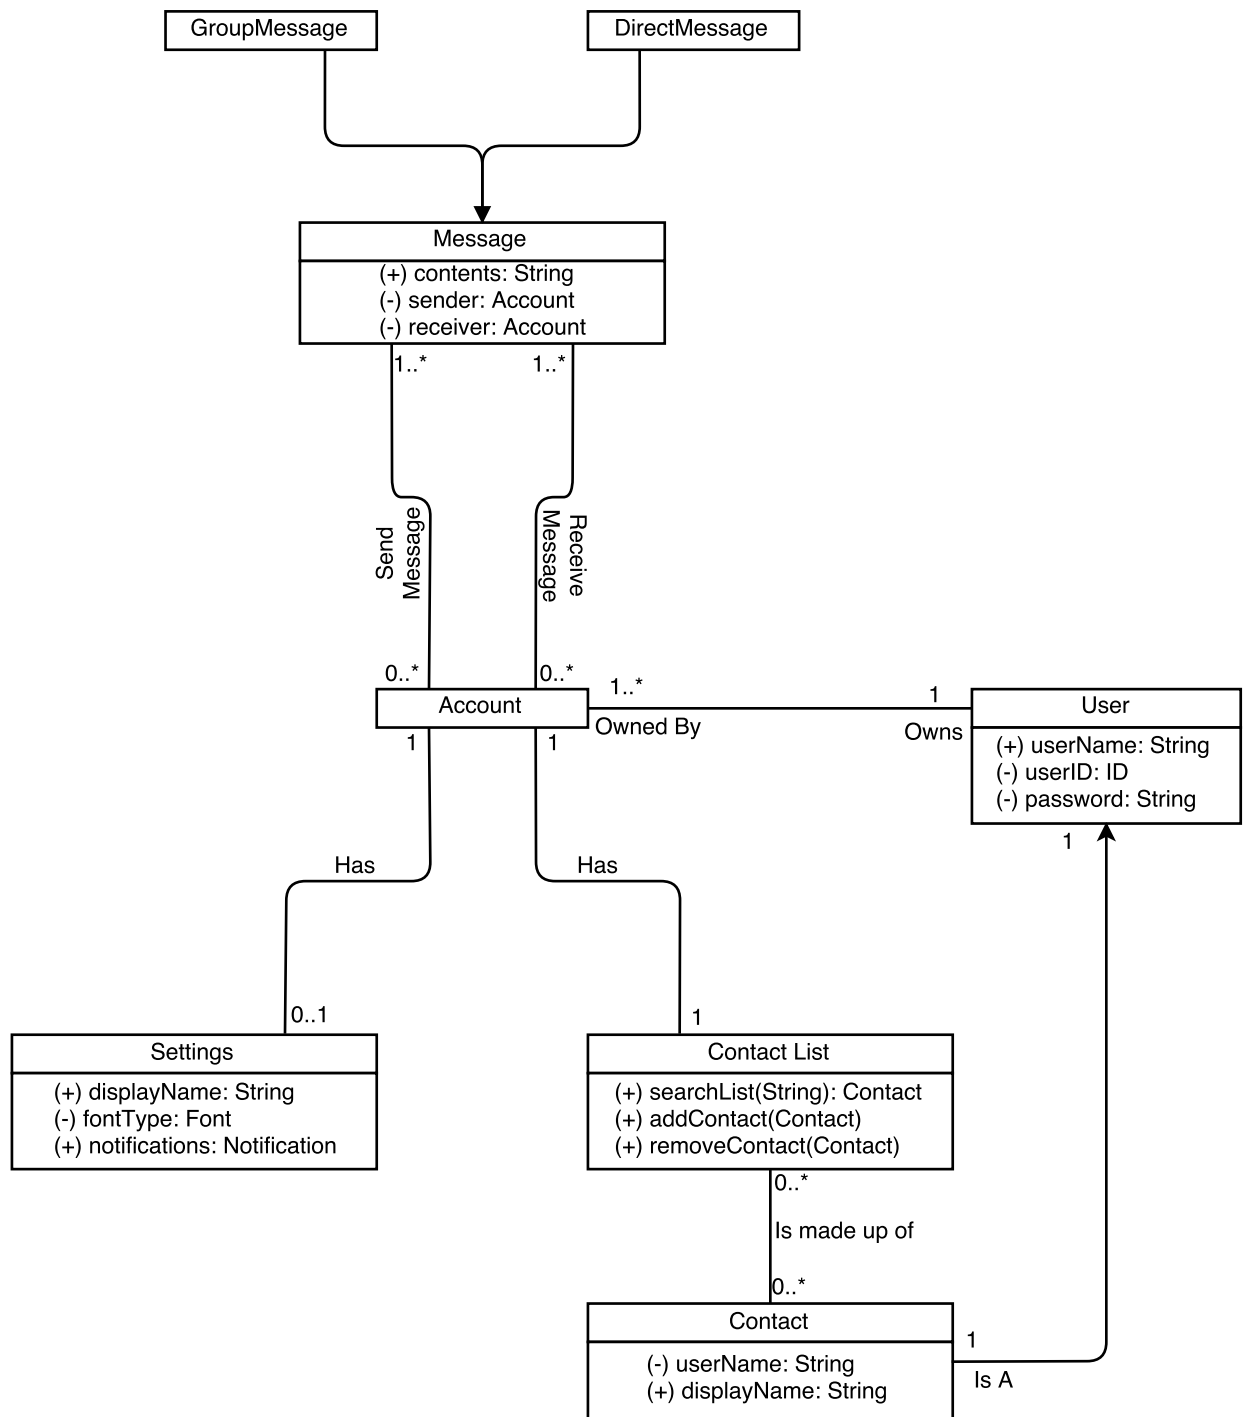 GroupMessage
DirectMessage
Message
(+) contents: String
(-) sender: Account
(-) receiver: Account
1..*
1..*
Send
Message
Receive
Message
0..*
0..*
Account
1..*
1
User
Owned By
Owns
(+) userName: String
(-) userID: ID
(-) password: String
1
1
1
Has
Has
0..1
1
Settings
(+) displayName: String
(-) fontType: Font
(+) notifications: Notification
Contact List
(+) searchList(String): Contact
(+) addContact(Contact)
(+) removeContact(Contact)
0..*
Is made up of
0..*
Contact
(-) userName: String
(+) displayName: String
1
Is A